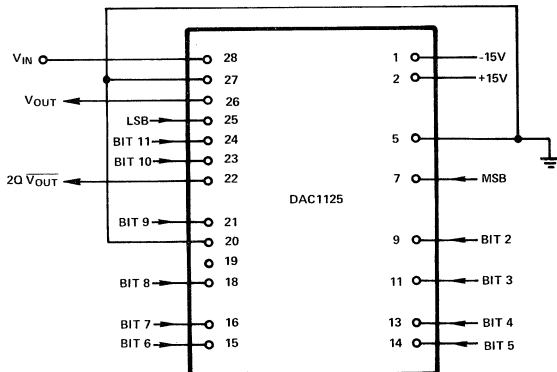 VIN 28 1 -15V
27 2 +15V
VOUT 26
LSB 25
BIT 11 24 5
BIT 10 23
2Q VOUT 22 7 MSB
DAC1125
BIT 9 21
20 9 BIT 2
19
BIT 8 18 11 BIT 3
BIT 7 16 13 BIT 4
BIT 6 15 14 BIT 5